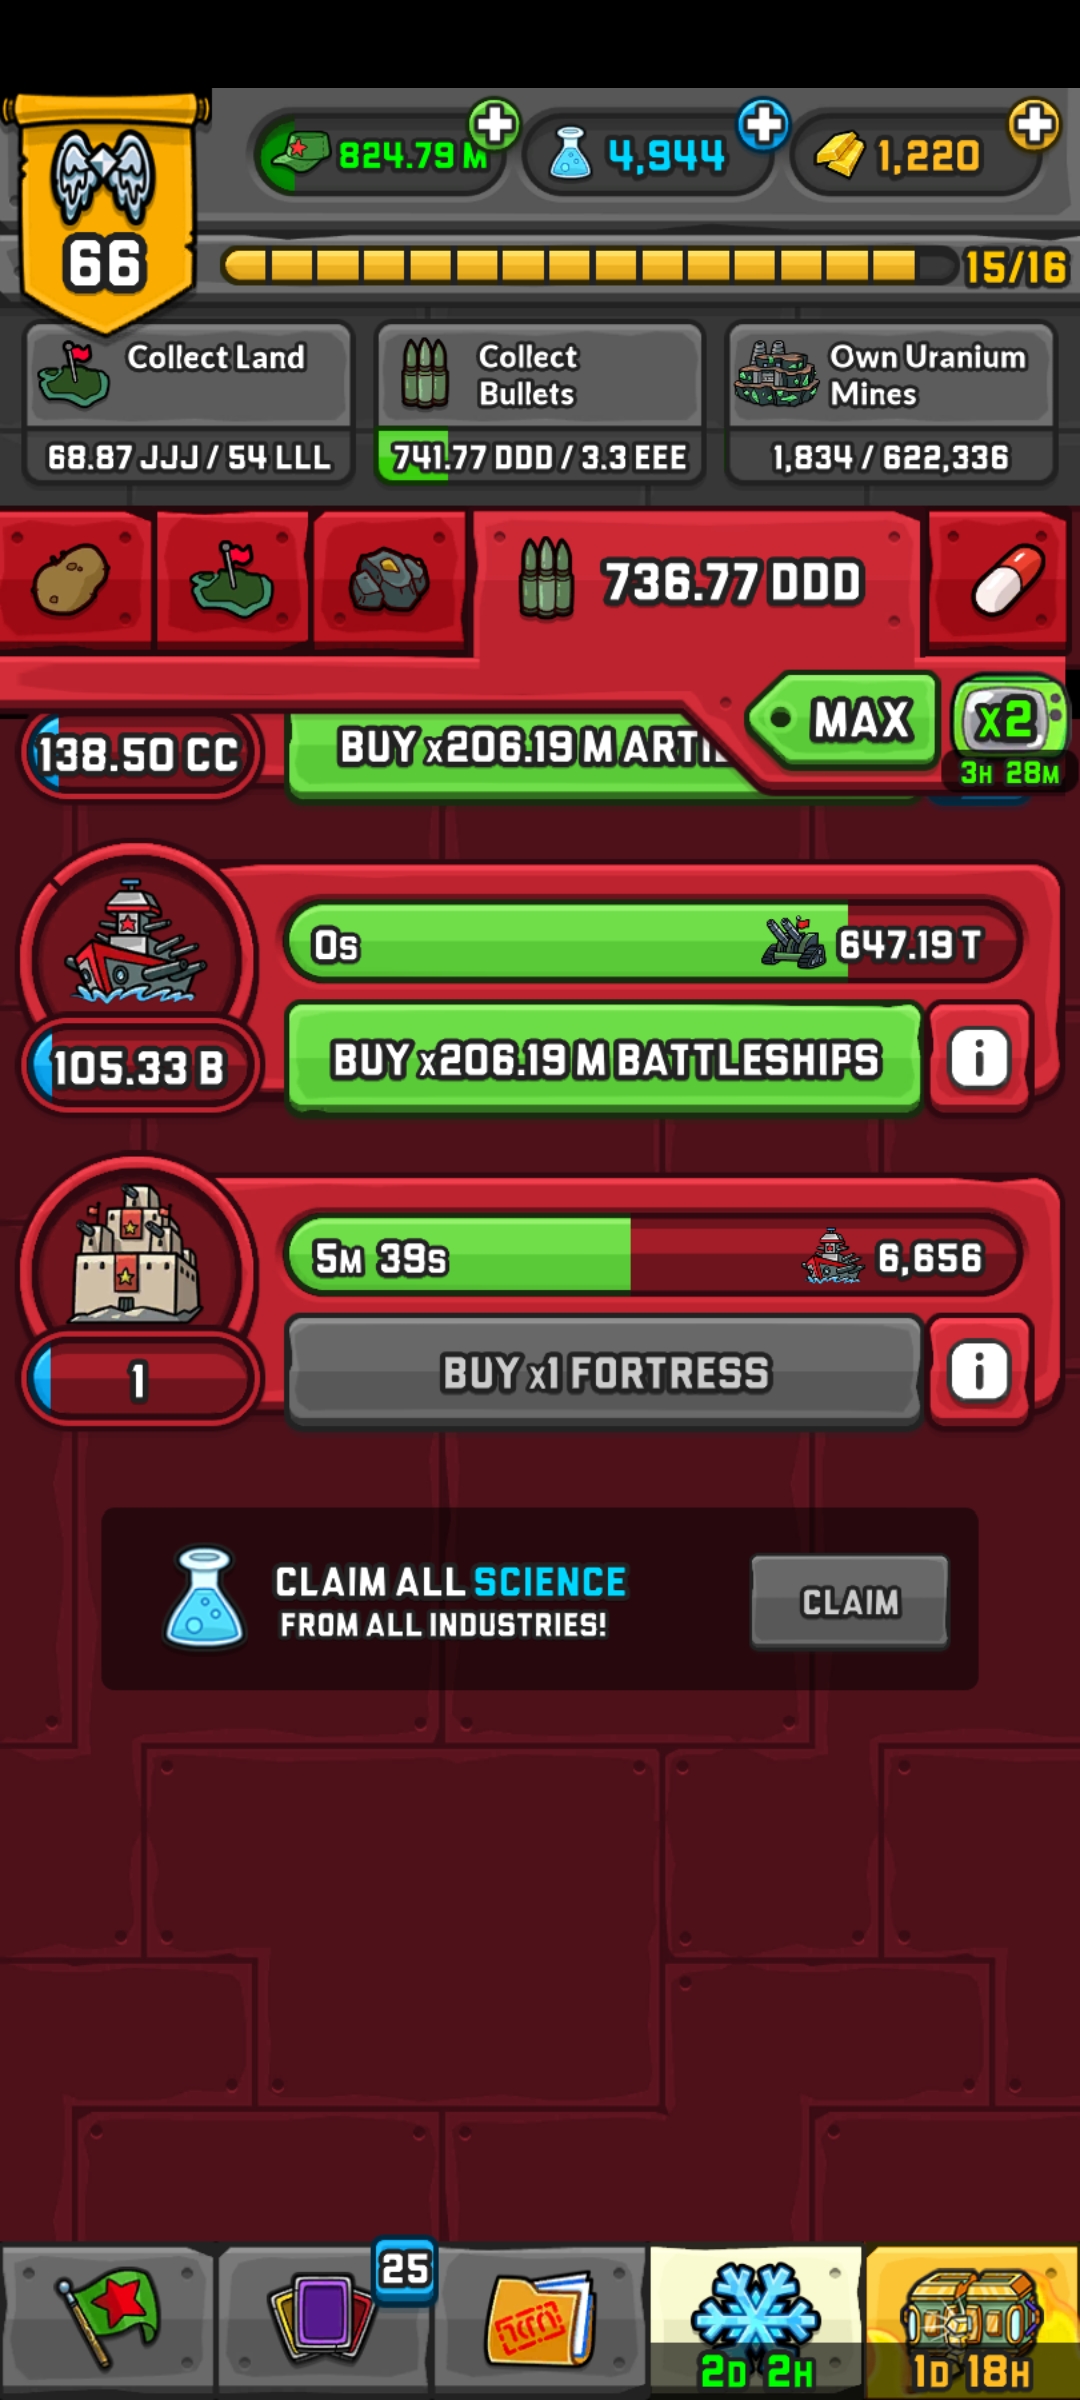 824.79 M
4,944
1,220
66
15/16
Collect Land
Collect
Bullets
Own Uranium
Mines
68.87 JJJ / 54 LLL
741.77 DDD / 3.3 EEE
1,834 / 622,336
736.77 DDD
MAX
x2
3H 28M
138.50 CC
BUY x206.19 M
0s
647.19 T
105.33 B
BUY x206.19 M BATTLESHIPS
i
5M 39s
6,656
1
BUY x1 FORTRESS
i
CLAIM ALL SCIENCE
FROM ALL INDUSTRIES!
CLAIM
25
2D 2H
1D 18H